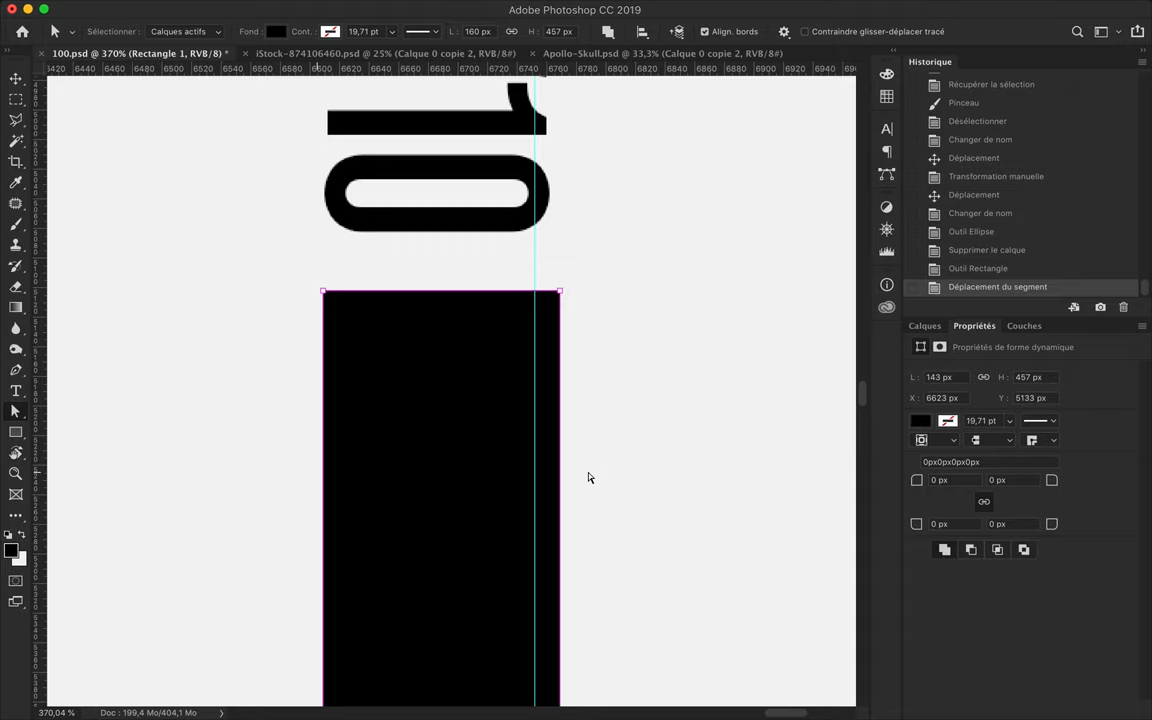 Adobe Photoshop CC 2019
Sélectionner : Calques actifs Fond : Cont. : 19,71 pt L : 160 px H : 457 px Align. bords Contraindre glisser-déplacer tracé
100.psd @ 370% (Rectangle 1, RVB/8) * iStock-874106460.psd @ 25% (Calque 0 copie 2, RVB/8#) Apollo-Skull.psd @ 33,3% (Calque 0 copie 2, RVB/8#)
6420 6540 6560 6580 6600 6620 6640 6660 6680 6700 6720 6740 6760 6780 6800 6820 6840 6860 6880 6900 6920 6940
10
Historique
Récupérer la sélection
Pinceau
Désélectionner
Changer de nom
Déplacement
Transformation manuelle
Déplacement
Changer de nom
Outil Ellipse
Supprimer le calque
Outil Rectangle
Déplacement du segment
Calques Propriétés Couches
Propriétés de forme dynamique
L : 143 px H : 457 px
X : 6623 px Y : 5133 px
19,71 pt
0px0px0px0px
0 px 0 px
0 px 0 px
370,04 % Doc : 199,4 Mo/404,1 Mo